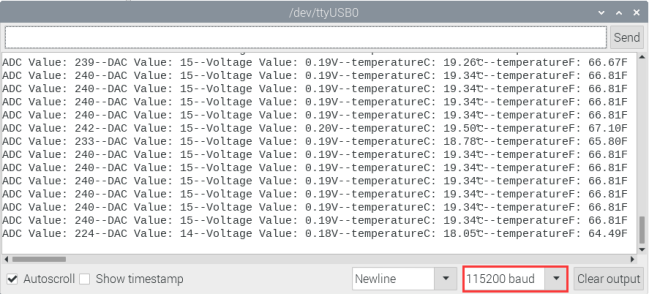 /dev/ttyUSB0
Send
ADC Value: 239--DAC Value: 15--Voltage Value: 0.19V--temperatureC: 19.26℃--temperatureF: 66.67F
ADC Value: 240--DAC Value: 15--Voltage Value: 0.19V--temperatureC: 19.34℃--temperatureF: 66.81F
ADC Value: 240--DAC Value: 15--Voltage Value: 0.19V--temperatureC: 19.34℃--temperatureF: 66.81F
ADC Value: 240--DAC Value: 15--Voltage Value: 0.19V--temperatureC: 19.34℃--temperatureF: 66.81F
ADC Value: 240--DAC Value: 15--Voltage Value: 0.19V--temperatureC: 19.34℃--temperatureF: 66.81F
ADC Value: 242--DAC Value: 15--Voltage Value: 0.20V--temperatureC: 19.50℃--temperatureF: 67.10F
ADC Value: 233--DAC Value: 15--Voltage Value: 0.19V--temperatureC: 18.78℃--temperatureF: 65.80F
ADC Value: 240--DAC Value: 15--Voltage Value: 0.19V--temperatureC: 19.34℃--temperatureF: 66.81F
ADC Value: 240--DAC Value: 15--Voltage Value: 0.19V--temperatureC: 19.34℃--temperatureF: 66.81F
ADC Value: 240--DAC Value: 15--Voltage Value: 0.19V--temperatureC: 19.34℃--temperatureF: 66.81F
ADC Value: 240--DAC Value: 15--Voltage Value: 0.19V--temperatureC: 19.34℃--temperatureF: 66.81F
ADC Value: 240--DAC Value: 15--Voltage Value: 0.19V--temperatureC: 19.34℃--temperatureF: 66.81F
ADC Value: 240--DAC Value: 15--Voltage Value: 0.19V--temperatureC: 19.34℃--temperatureF: 66.81F
ADC Value: 224--DAC Value: 14--Voltage Value: 0.18V--temperatureC: 18.05℃--temperatureF: 64.49F
Autoscroll Show timestamp Newline 115200 baud Clear output